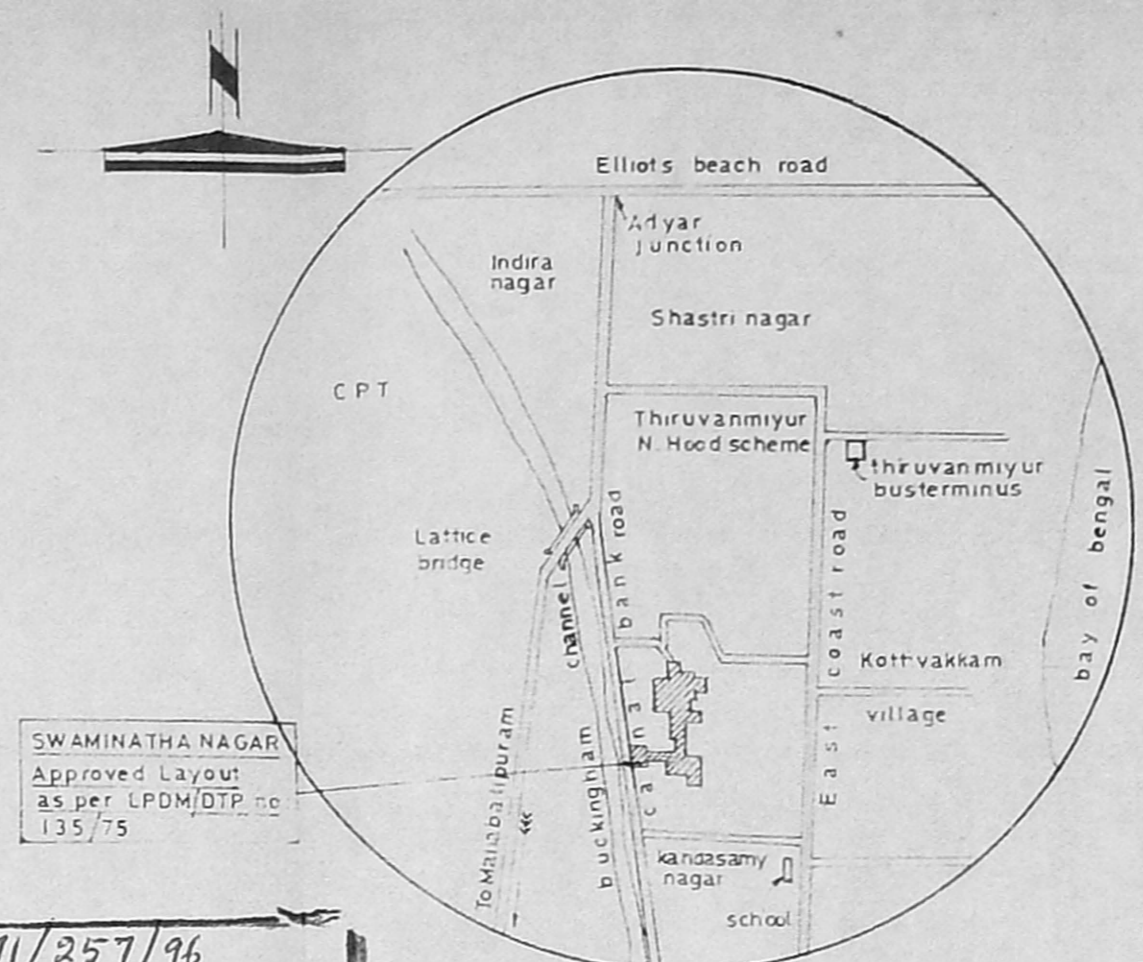 N
Elliots beach road
Adyar
junction
Indira
nagar
Shastri nagar
CPT
Thiruvanmiyur
N. Hood scheme
thiruvanmiyur
busterminus
Lattice
bridge
bank road
channel
East coast road
bay of bengal
Kottvakkam
village
SWAMINATHA NAGAR
Approved Layout
as per LPDM/DTP no
135/75
To Mahabalipuram
buckingham
canal
kandasamy
nagar
school
/257/96